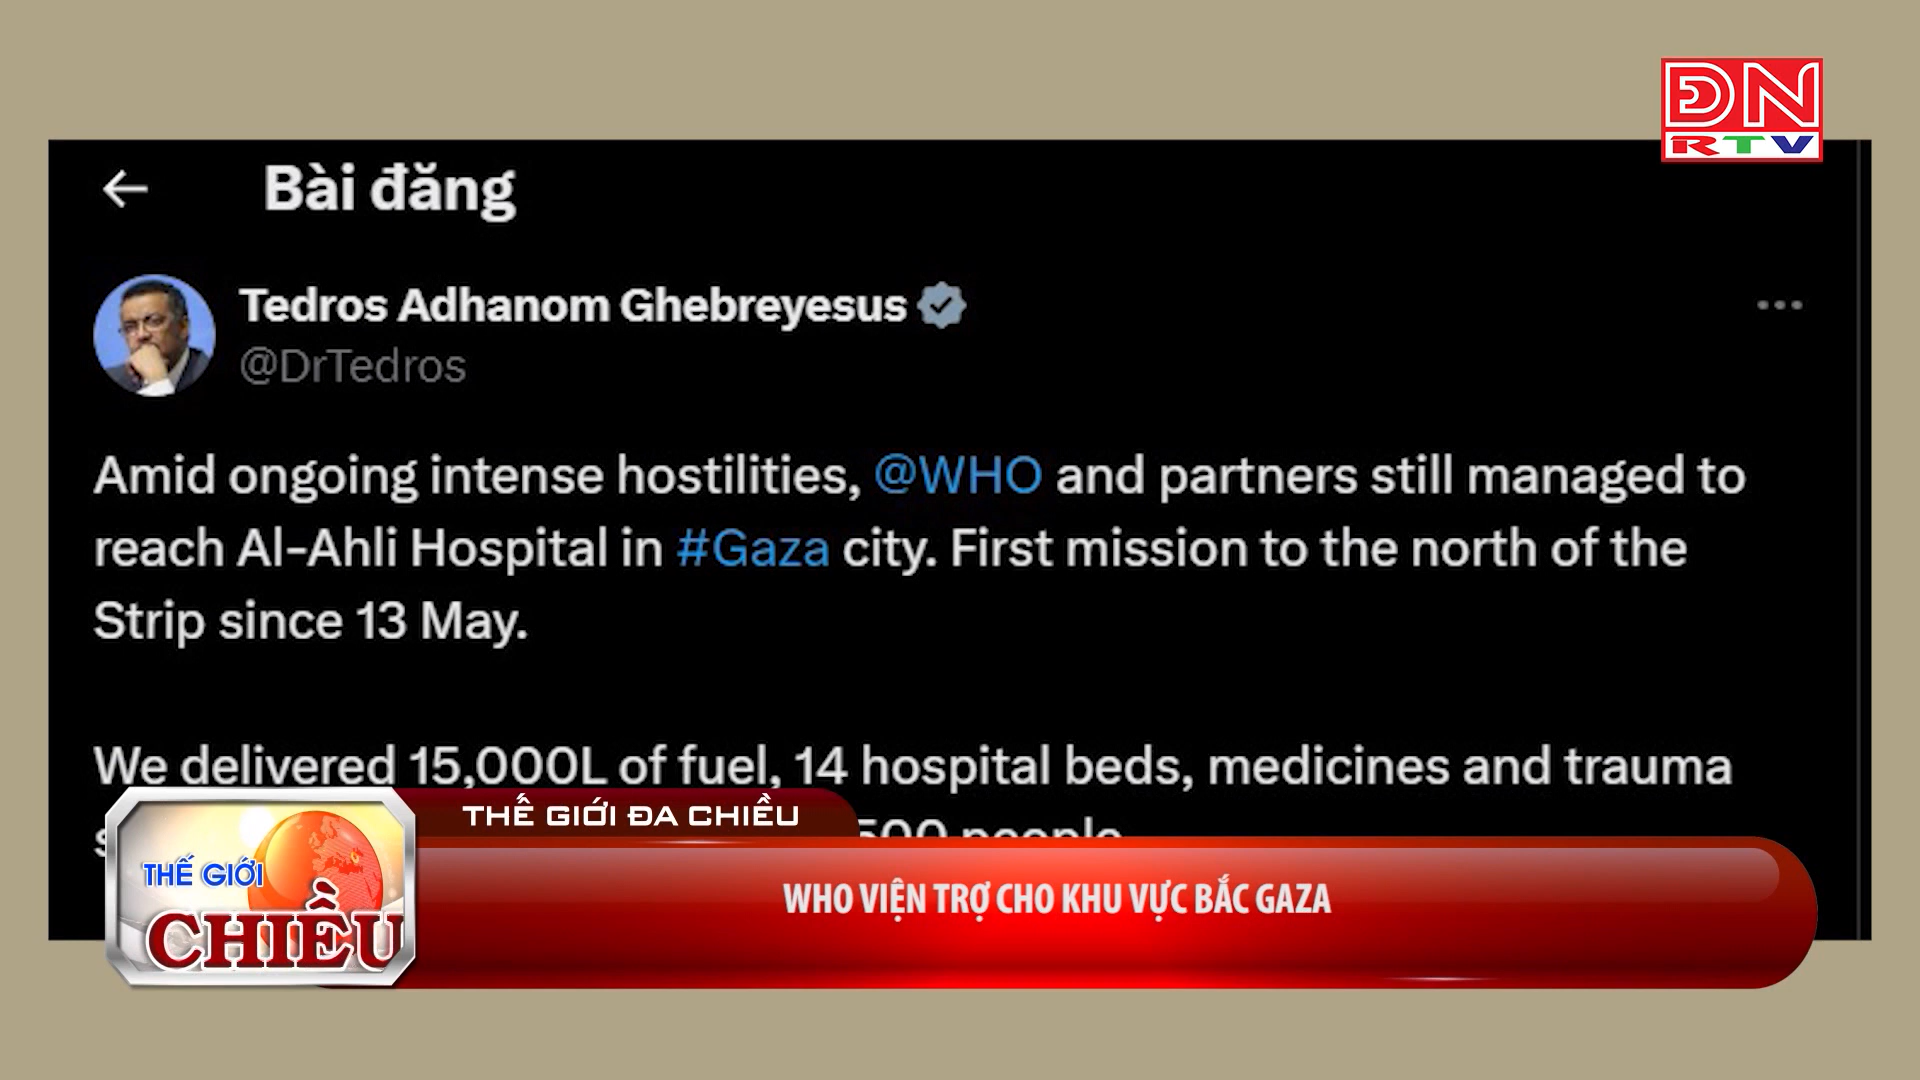 ĐN
RTV
Bài đăng
Tedros Adhanom Ghebreyesus
@DrTedros
Amid ongoing intense hostilities, @WHO and partners still managed to
reach Al-Ahli Hospital in #Gaza city. First mission to the north of the
Strip since 13 May.
We delivered 15,000L of fuel, 14 hospital beds, medicines and trauma
500 people
THẾ GIỚI ĐA CHIỀU
THẾ GIỚI
CHIỀU
WHO VIỆN TRỢ CHO KHU VỰC BẮC GAZA